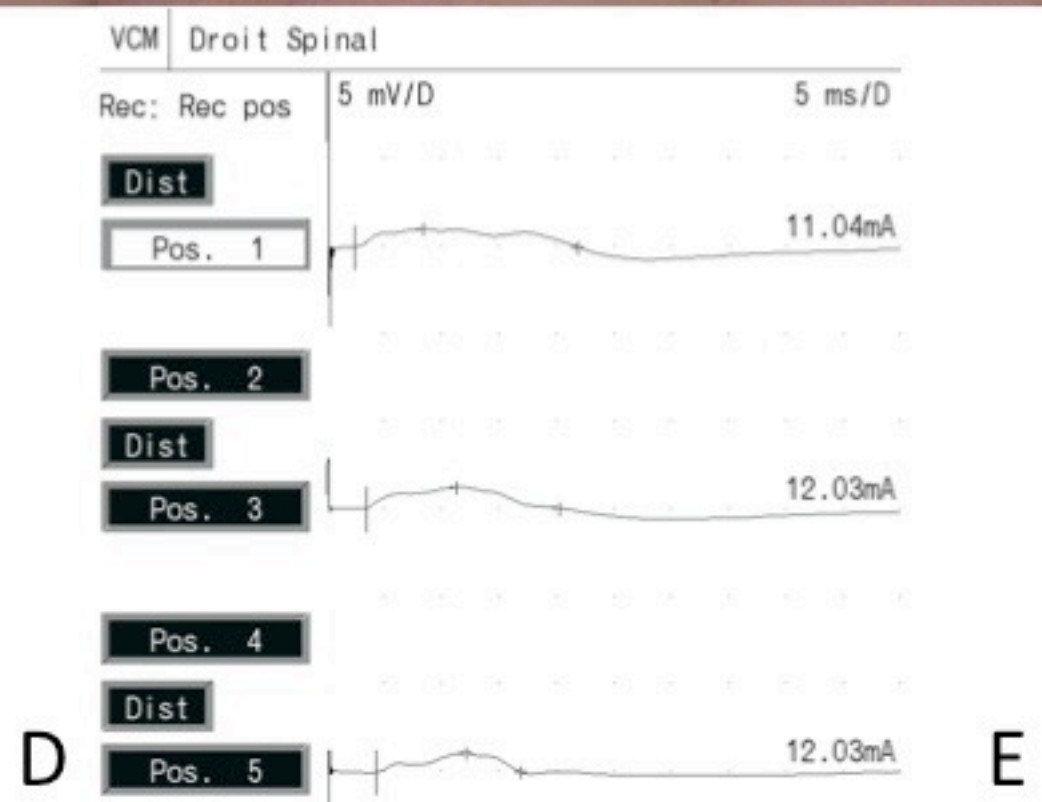 VCM Droit Spinal
Rec: Rec pos 5 mV/D 5 ms/D
Dist
Pos. 1 11.04mA
Pos. 2
Dist
Pos. 3 12.03mA
Pos. 4
Dist
D Pos. 5 12.03mA E